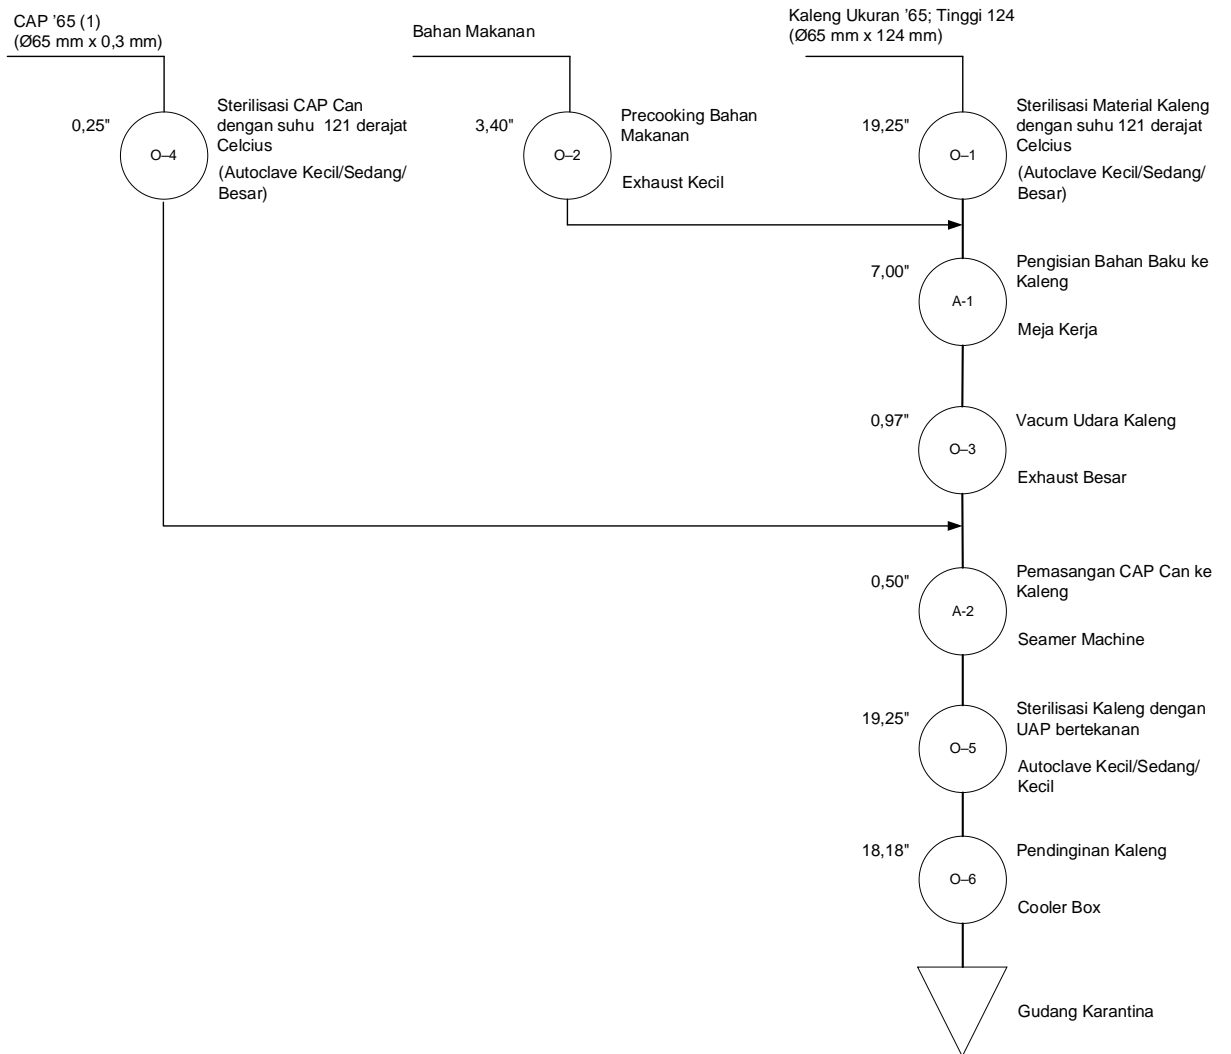 CAP '65 (1)
(Ø65 mm x 0,3 mm)
Bahan Makanan
Kaleng Ukuran '65; Tinggi 124
(Ø65 mm x 124 mm)
0,25"
O–4
Sterilisasi CAP Can
dengan suhu  121 derajat
Celcius
(Autoclave Kecil/Sedang/
Besar)
3,40"
O–2
Precooking Bahan
Makanan
Exhaust Kecil
19,25"
O–1
Sterilisasi Material Kaleng
dengan suhu 121 derajat
Celcius
(Autoclave Kecil/Sedang/
Besar)
7,00"
A-1
Pengisian Bahan Baku ke
Kaleng
Meja Kerja
0,97"
O–3
Vacum Udara Kaleng
Exhaust Besar
0,50"
A-2
Pemasangan CAP Can ke
Kaleng
Seamer Machine
19,25"
O–5
Sterilisasi Kaleng dengan
UAP bertekanan
Autoclave Kecil/Sedang/
Kecil
18,18"
O–6
Pendinginan Kaleng
Cooler Box
Gudang Karantina